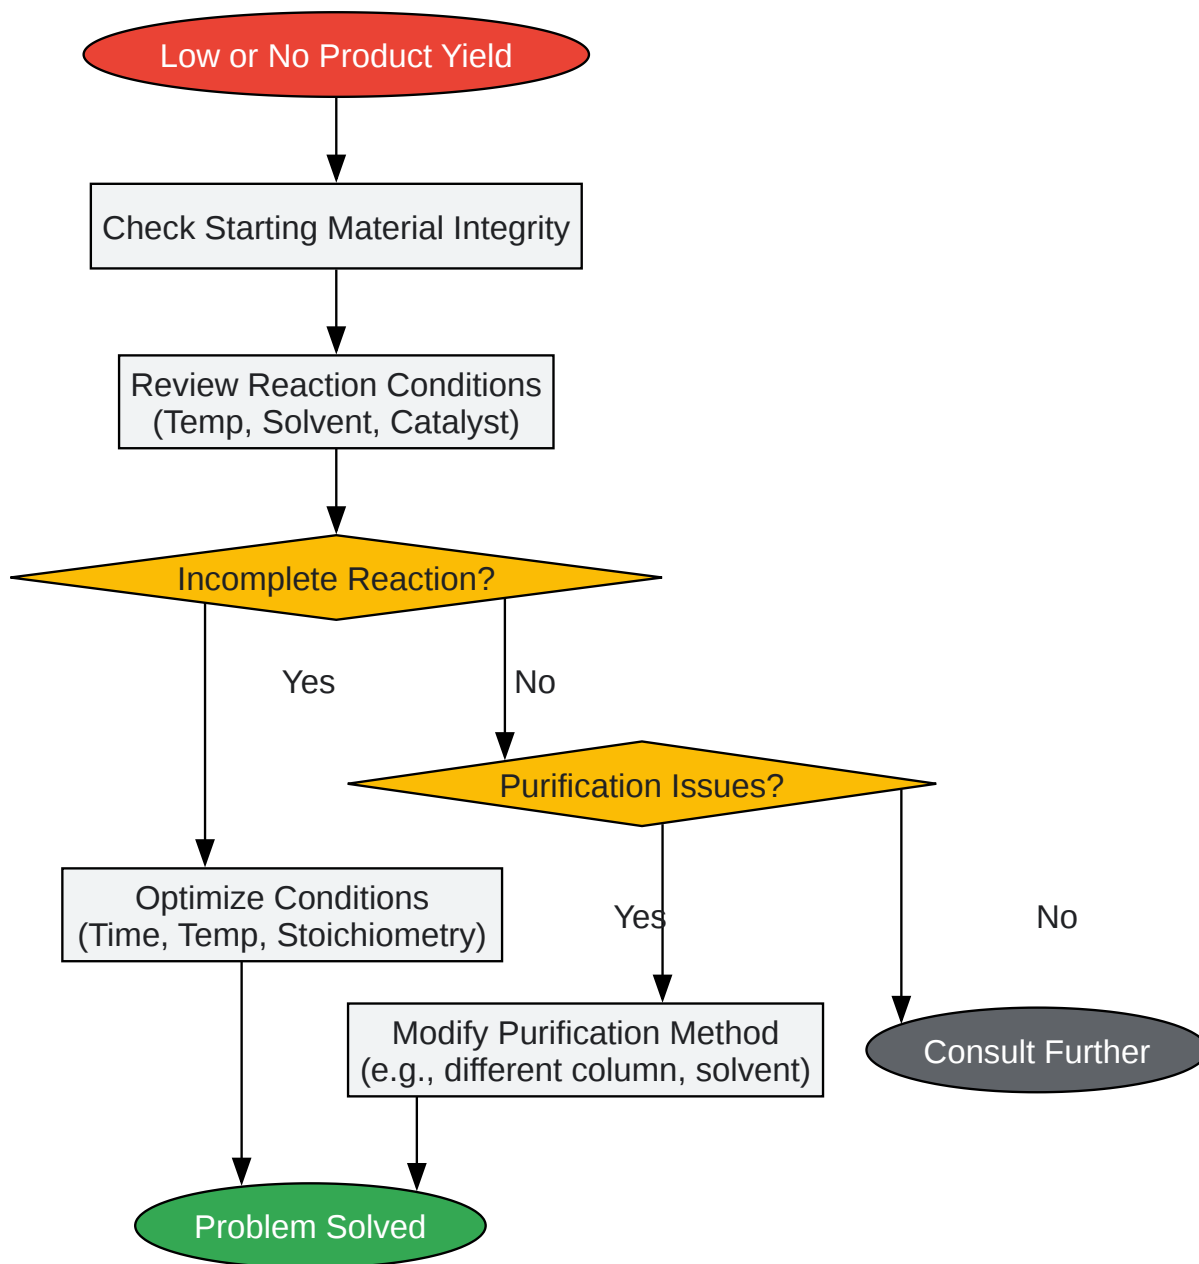 Low or No Product Yield
Check Starting Material Integrity
Review Reaction Conditions
(Temp, Solvent, Catalyst)
Incomplete Reaction?
Yes
No
Purification Issues?
Optimize Conditions
(Time, Temp, Stoichiometry)
Yes
No
Modify Purification Method
(e.g., different column, solvent)
Consult Further
Problem Solved